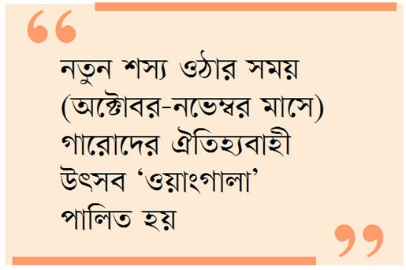 নতুন শস্য ওঠার সময়
(অক্টোবর-নভেম্বর মাসে)
গারোদের ঐতিহ্যবাহী
উৎসব ‘ওয়াংগালা’
পালিত হয়